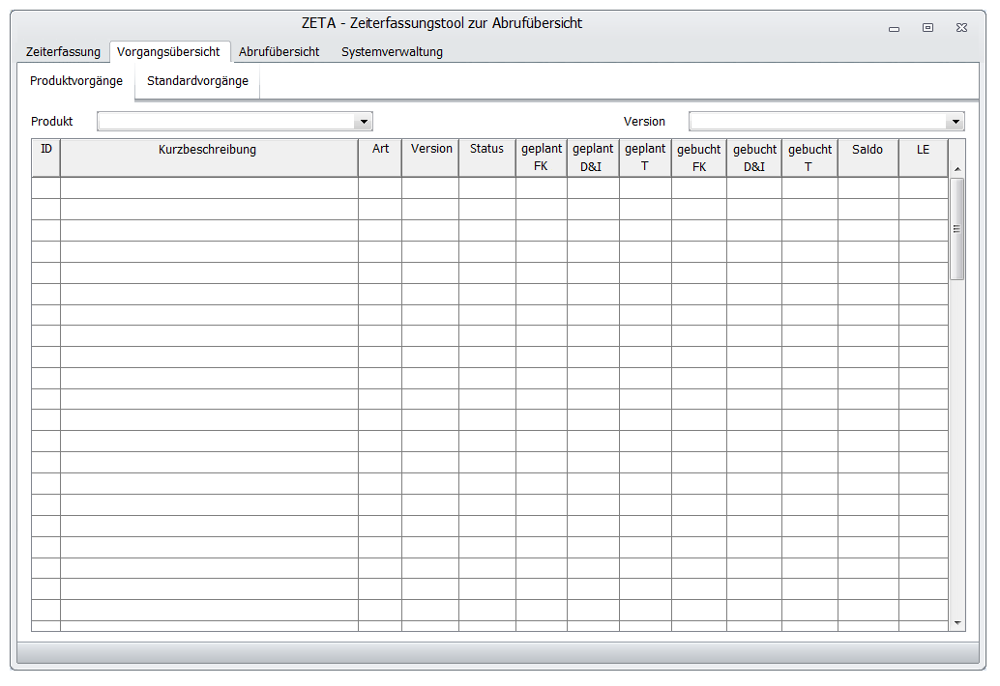 ZETA - Zeiterfassungstool zur Abrufübersicht
Zeiterfassung Vorgangsübersicht Abrufübersicht Systemverwaltung
Produktvorgänge Standardvorgänge
Produkt Version
ID Kurzbeschreibung Art Version Status geplant geplant geplant gebucht gebucht gebucht Saldo LE
FK D&I T FK D&I T